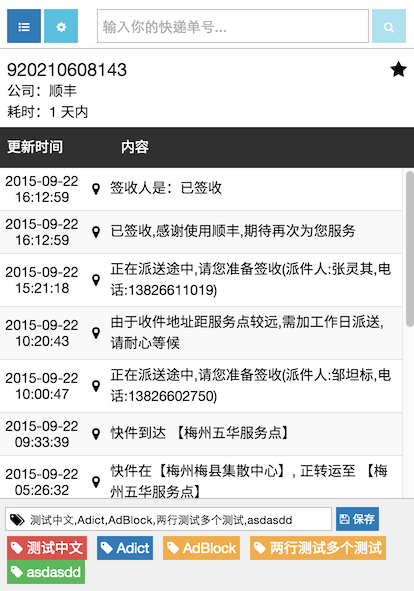 输入你的快递单号...
920210608143
公司：顺丰
耗时：1 天内
更新时间 内容
2015-09-22 16:12:59 签收人是：已签收
2015-09-22 16:12:59 已签收,感谢使用顺丰,期待再次为您服务
2015-09-22 15:21:18 正在派送途中,请您准备签收(派件人:张灵其,电
话:13826611019)
2015-09-22 10:20:43 由于收件地址距服务点较远,需加工作日派送,
请耐心等候
2015-09-22 10:00:47 正在派送途中,请您准备签收(派件人:邹坦标,电
话:13826602750)
2015-09-22 09:33:39 快件到达 【梅州五华服务点】
2015-09-22 05:26:32 快件在【梅州梅县集散中心】, 正转运至 【梅
州五华服务点】
测试中文,Adict,AdBlock,两行测试多个测试,asdasdd 保存
测试中文 Adict AdBlock 两行测试多个测试
asdasdd